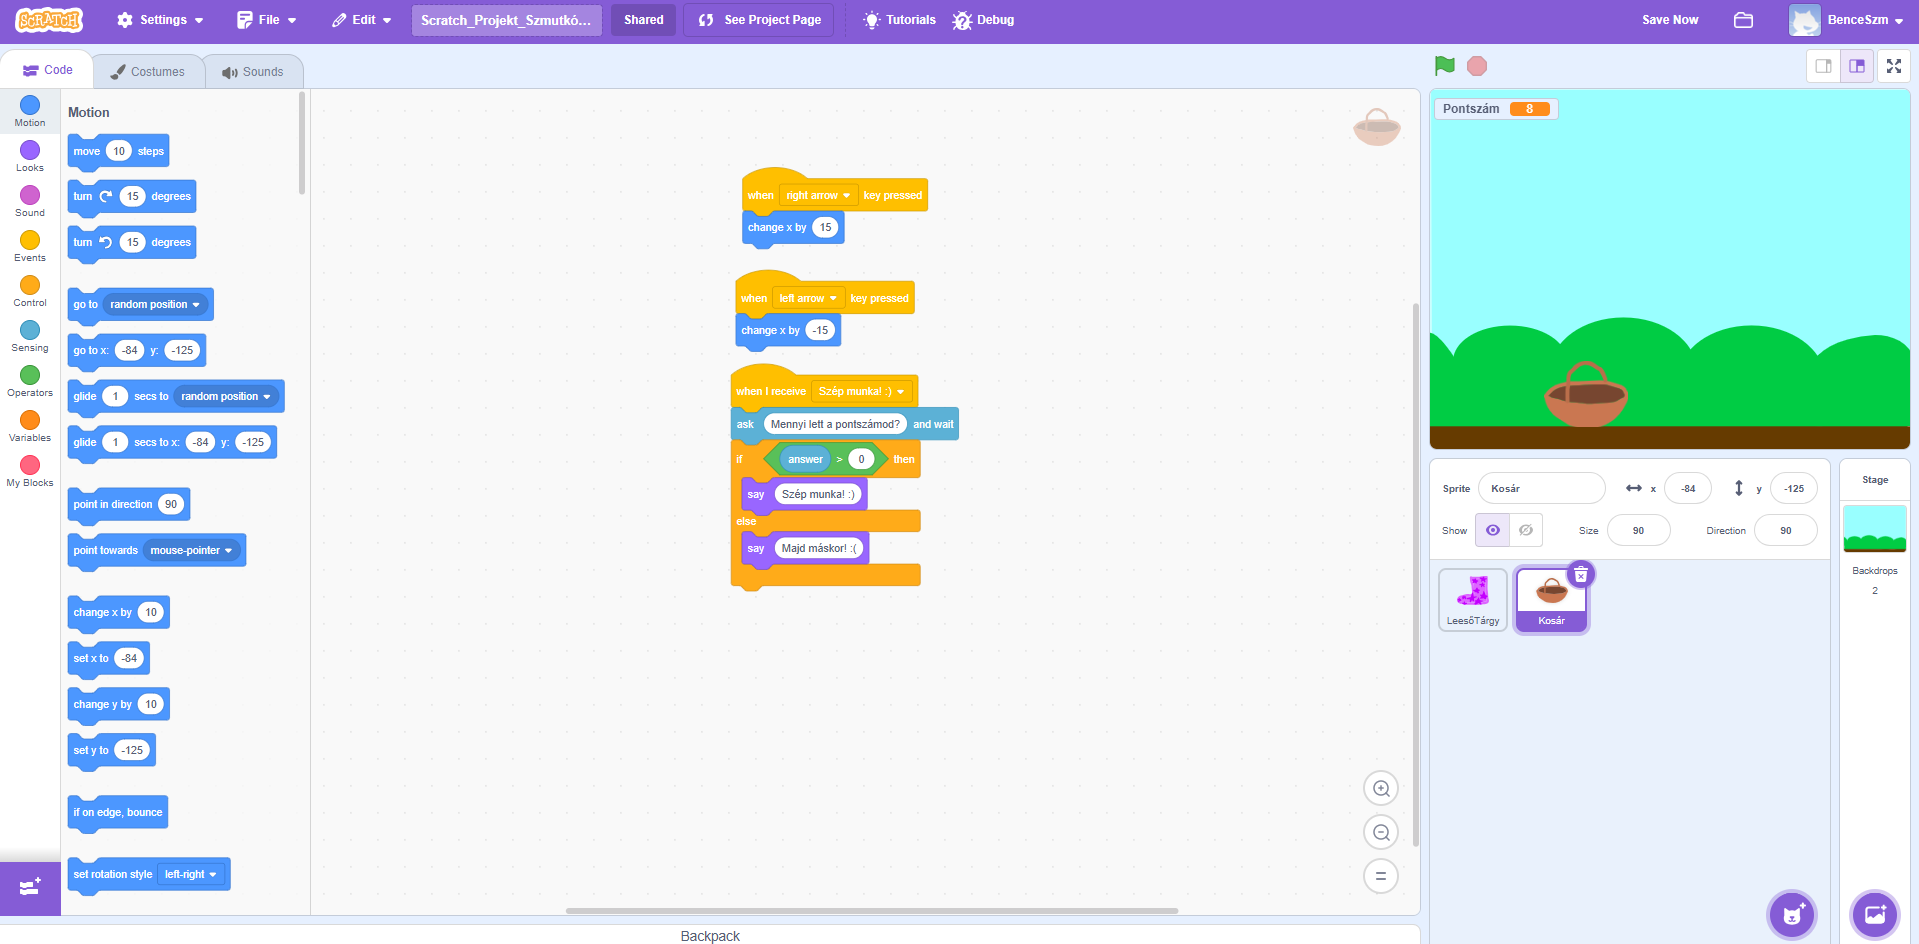 SCRATCH Settings File Edit Scratch_Projekt_Szmutkó... Shared See Project Page Tutorials Debug Save Now BenceSzm
Code Costumes Sounds
Motion
Looks
Sound
Events
Control
Sensing
Operators
Variables
My Blocks
Motion
move 10 steps
turn 15 degrees
turn 15 degrees
go to random position
go to x: -84 y: -125
glide 1 secs to random position
glide 1 secs to x: -84 y: -125
point in direction 90
point towards mouse-pointer
change x by 10
set x to -84
change y by 10
set y to -125
if on edge, bounce
set rotation style left-right
when right arrow key pressed
change x by 15
when left arrow key pressed
change x by -15
when I receive Szép munka! :)
ask Mennyi lett a pontszámod? and wait
if answer > 0 then
say Szép munka! :)
else
say Majd máskor! :(
Backpack
Pontszám 8
Sprite Kosár x -84 y -125
Show Size 90 Direction 90
LeesőTárgy
Kosár
Stage
Backdrops
2